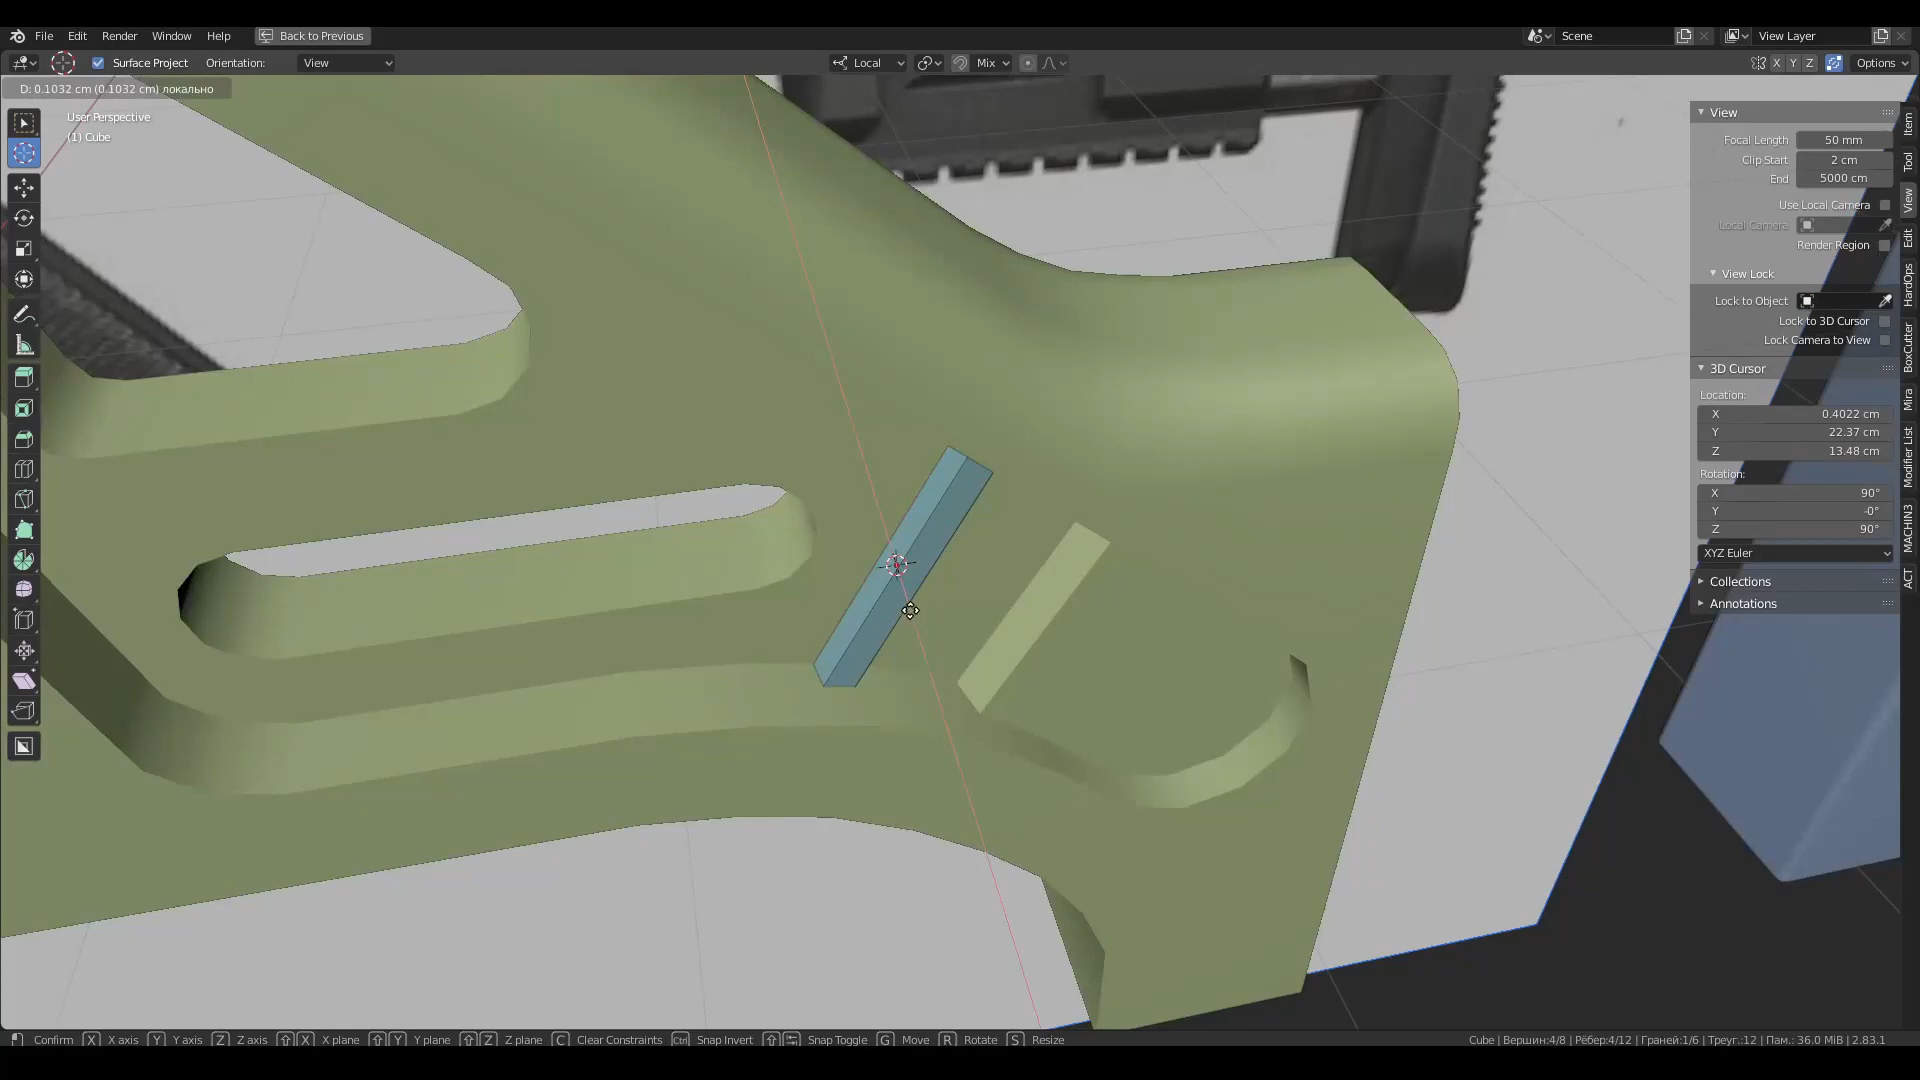 File Edit Render Window Help Back to Previous Scene View Layer
Surface Project Orientation: View Local Mix X Y Z Options
D: 0.1032 cm (0.1032 cm) локально
User Perspective
(1) Cube
View
Focal Length 50 mm
Clip Start 2 cm
End 5000 cm
Use Local Camera
Local Camera
Render Region
View Lock
Lock to Object
Lock to 3D Cursor
Lock Camera to View
3D Cursor
Location:
X 0.4022 cm
Y 22.37 cm
Z 13.48 cm
Rotation:
X 90°
Y -0°
Z 90°
XYZ Euler
Collections
Annotations
Item
Tool
View
Edit
HardOps
BoxCutter
Mira
Modifier List
MACHIN3
ACT
Confirm X X axis Y Y axis Z Z axis X X plane Y Y plane Z Z plane C Clear Constraints Ctrl Snap Invert Snap Toggle G Move R Rotate S Resize Cube | Вершин:4/8 | Рёбер:4/12 | Граней:1/6 | Треуг.:12 | Пам.: 36.0 MiB | 2.83.1